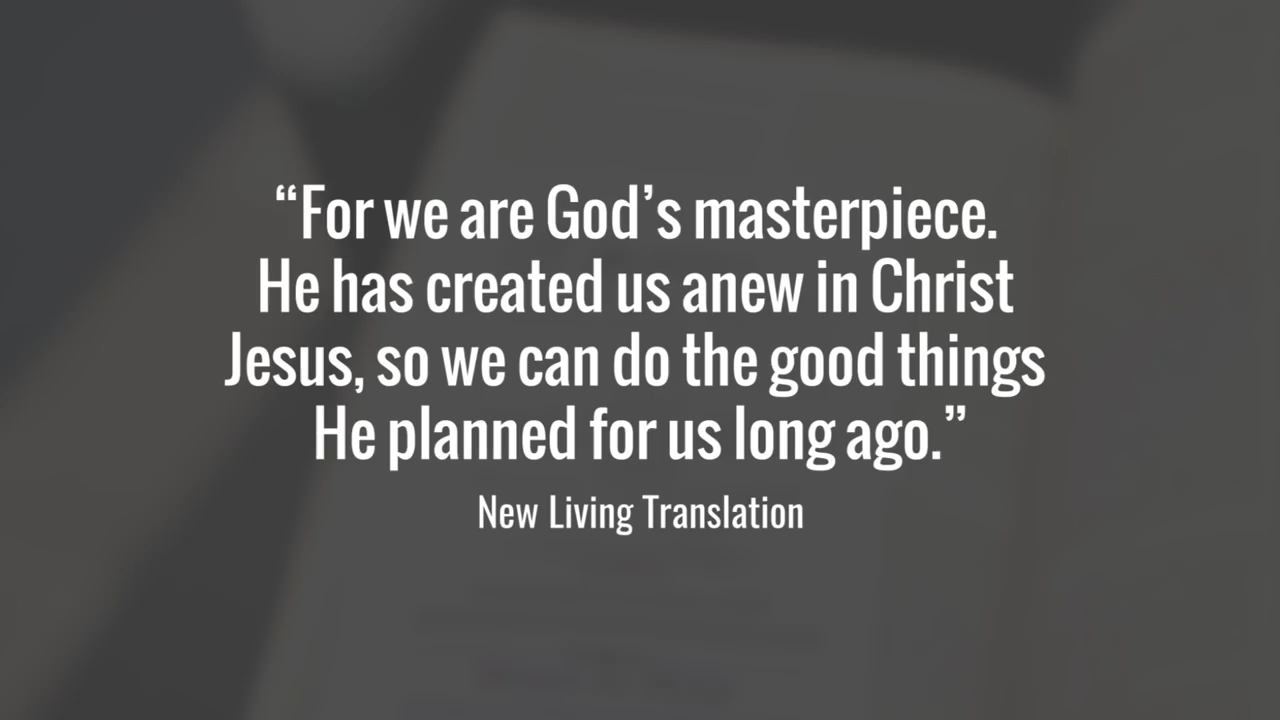 “For we are God’s masterpiece.
He has created us anew in Christ
Jesus, so we can do the good things
He planned for us long ago.”
New Living Translation